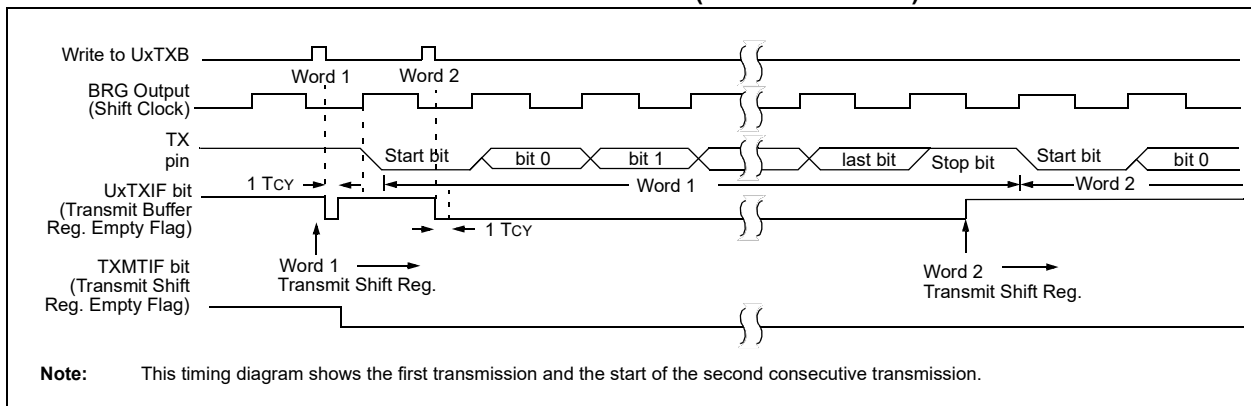 Write to UxTXB
Word 1 Word 2
BRG Output
(Shift Clock)
TX
pin
Start bit bit 0 bit 1 last bit Stop bit Start bit bit 0
1 TCY Word 1 Word 2
UxTXIF bit
(Transmit Buffer
Reg. Empty Flag)
1 TCY
Word 1
Transmit Shift Reg.
Word 2
Transmit Shift Reg.
TXMTIF bit
(Transmit Shift
Reg. Empty Flag)
Note: This timing diagram shows the first transmission and the start of the second consecutive transmission.